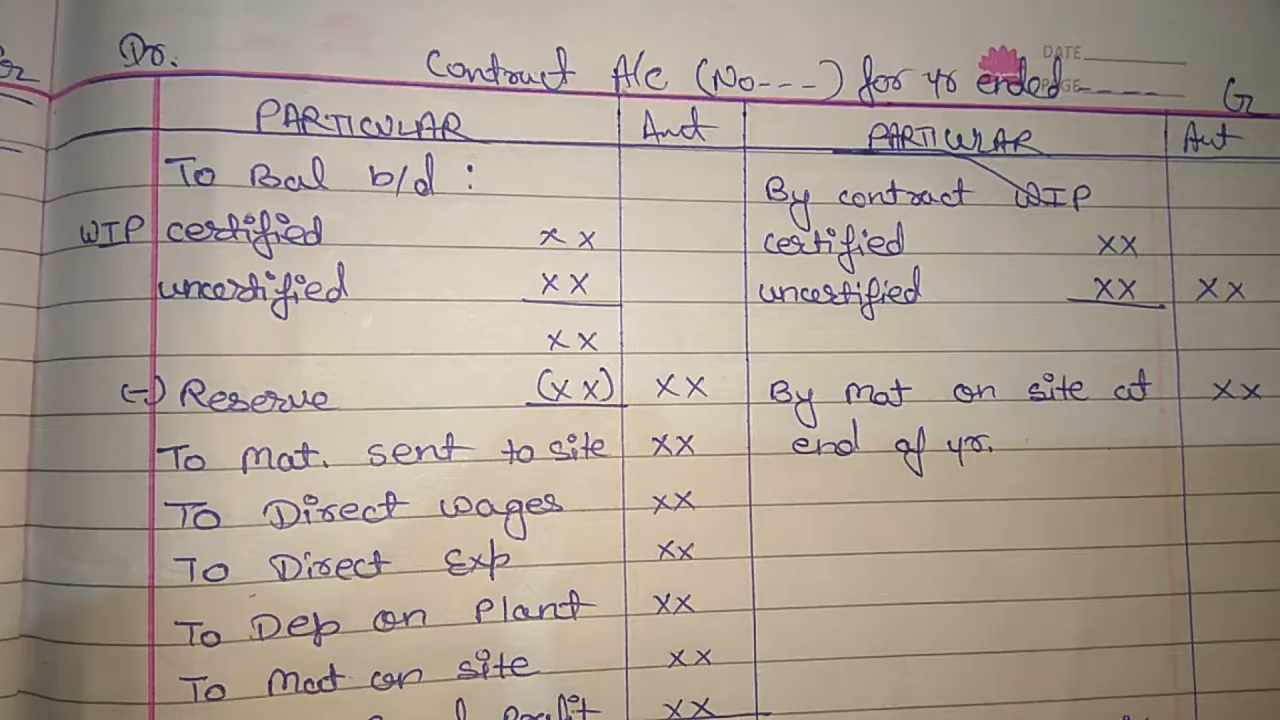 DATE
PAGE
Dr. Contract A/c (No---) for yr ended----- Cr
PARTICULAR Amt PARTICULAR Amt
To Bal b/d :
By contract WIP
WIP certified xx
certified xx
uncertified xx
uncertified xx xx
xx
(-) Reserve (xx) xx
By mat on site at xx
end of yr.
To mat. sent to site xx
To Direct wages xx
To Direct Exp xx
To Dep on Plant xx
To Mat on site xx
Profit xx